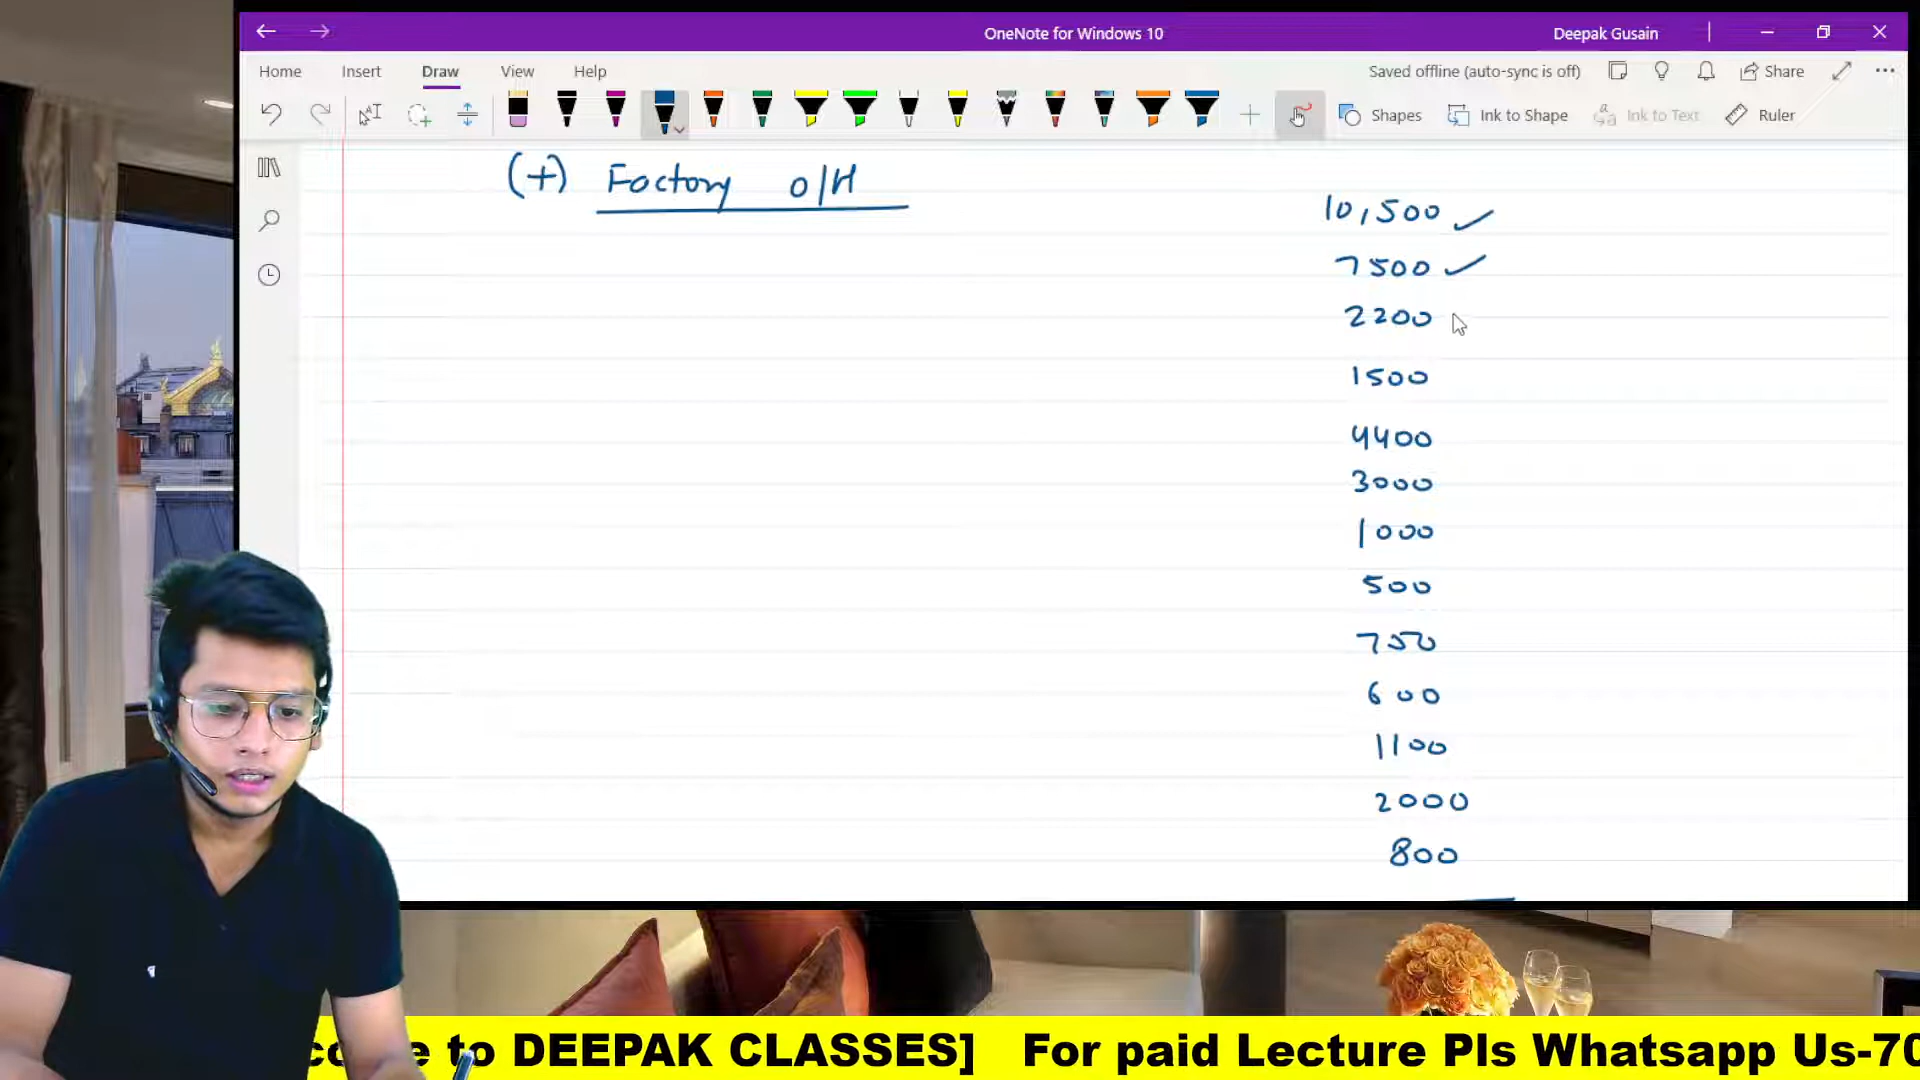 OneNote for Windows 10
Deepak Gusain
Home Insert Draw View Help
Saved offline (auto-sync is off)
Share
Shapes
Ink to Shape
Ink to Text
Ruler
(+) Factory O/H
10,500
7500
2200
1500
4400
3000
1000
500
750
600
1100
2000
800
to DEEPAK CLASSES] For paid Lecture Pls Whatsapp Us-70